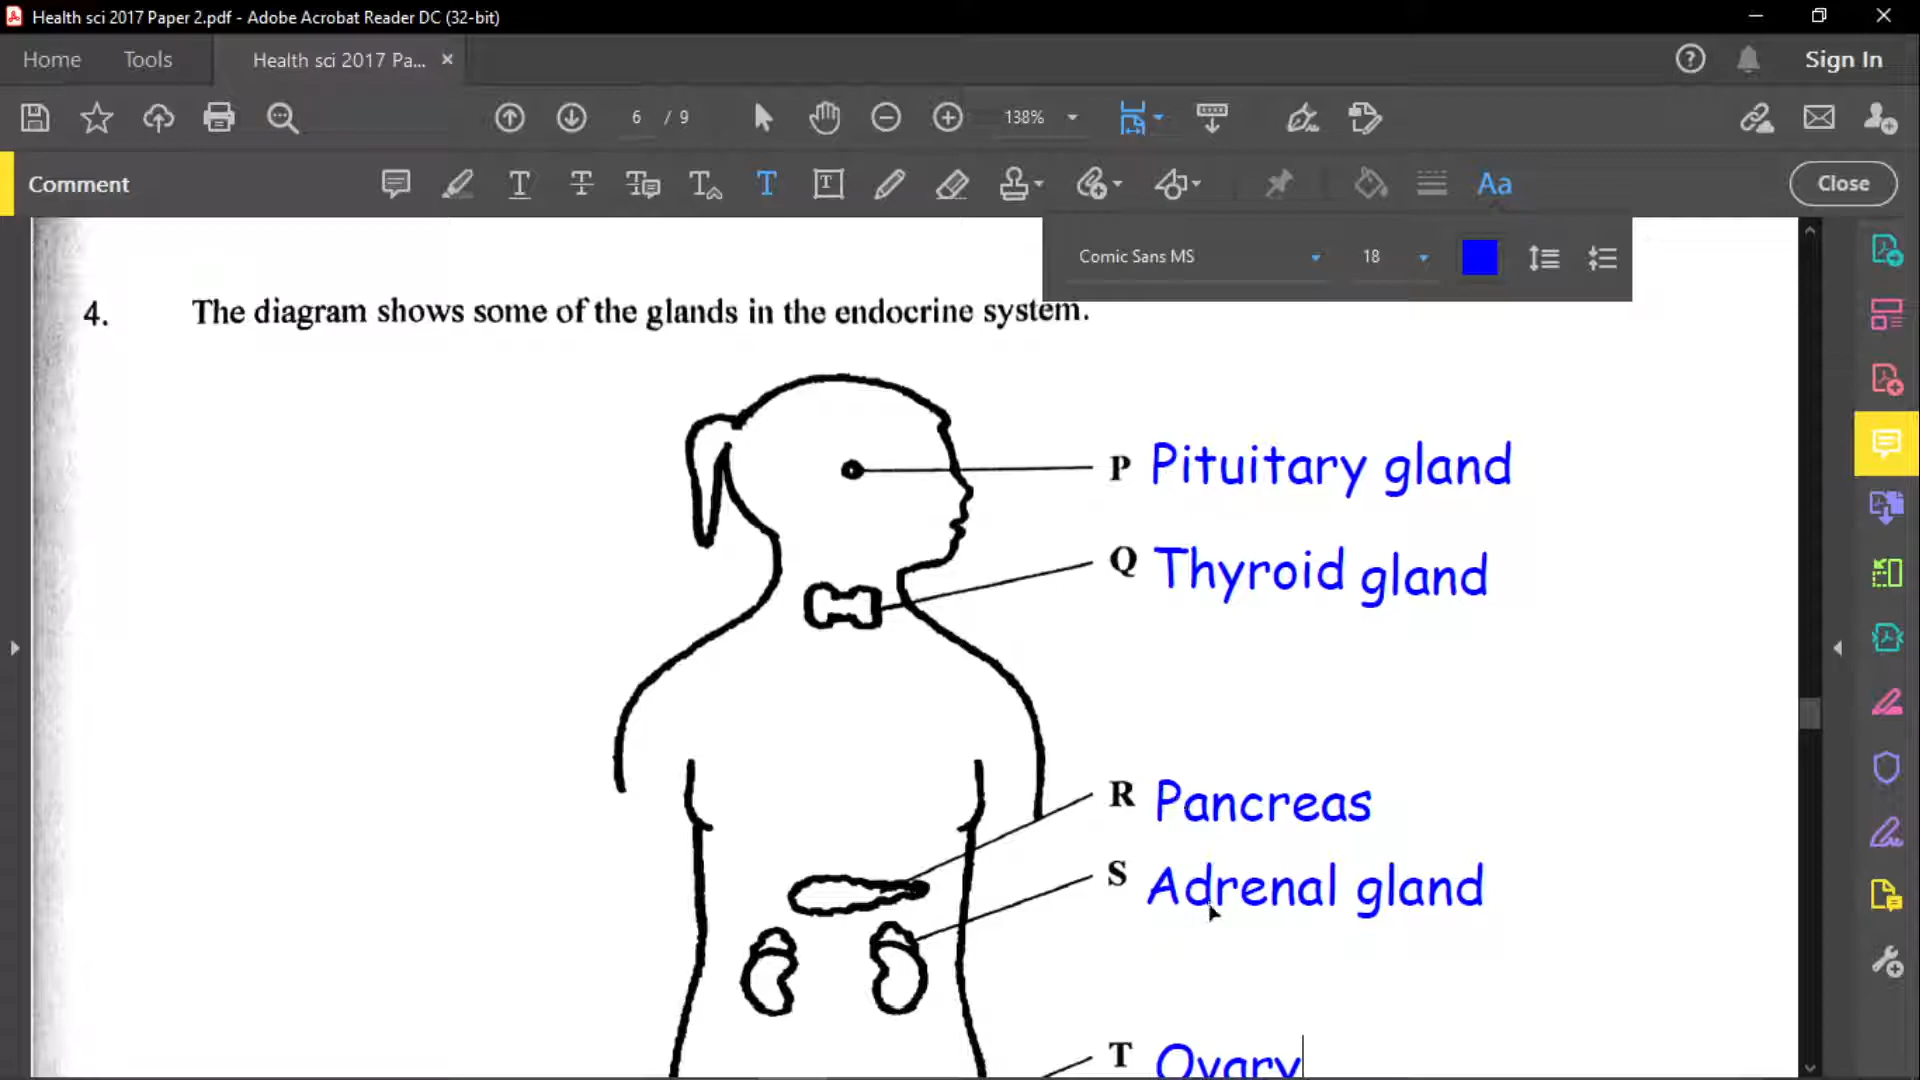 Health sci 2017 Paper 2.pdf - Adobe Acrobat Reader DC (32-bit)
Home Tools Health sci 2017 Pa... Sign In
6 / 9 138%
Comment T T T T T T Aa Close
Comic Sans MS 18
4. The diagram shows some of the glands in the endocrine system.
P Pituitary gland
Q Thyroid gland
R Pancreas
S Adrenal gland
T Ovary